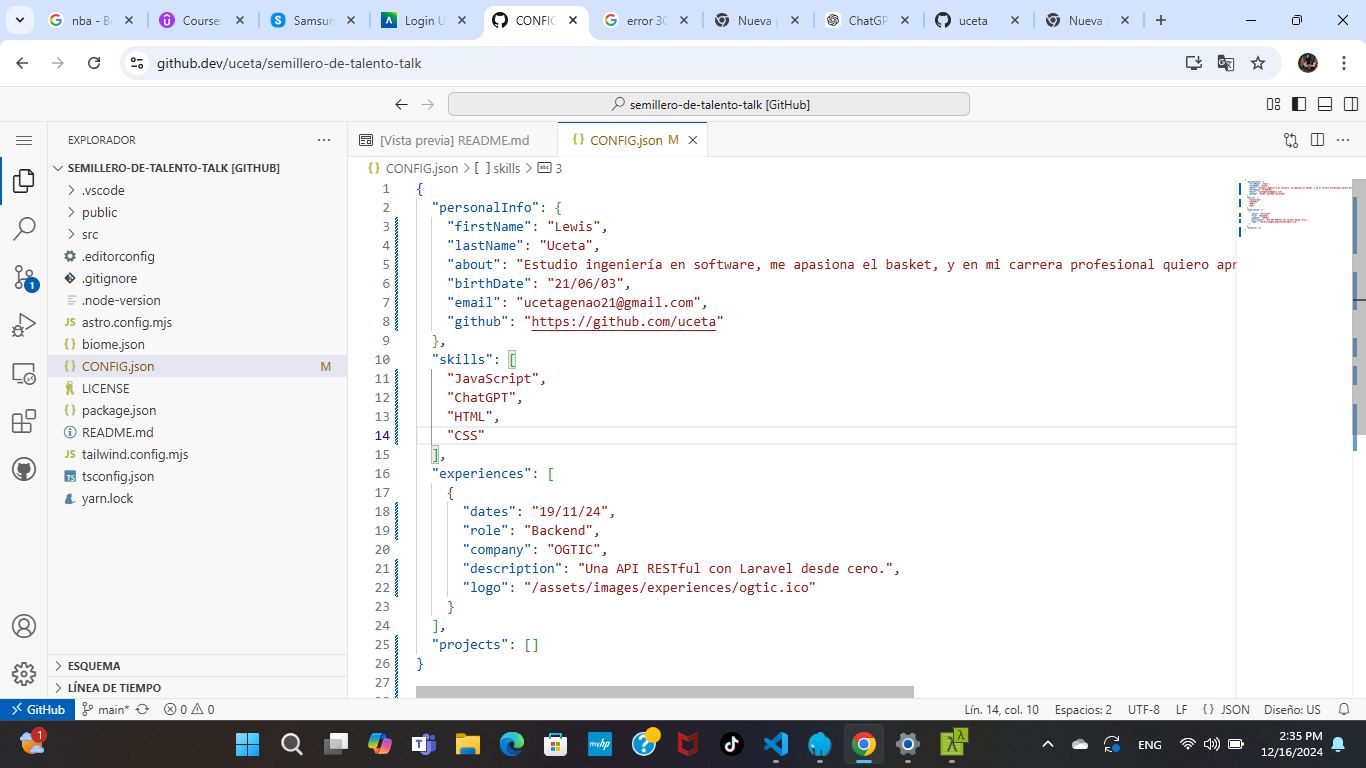 nba - B
Courses
Samsun
Login U
CONFIG
error 30
Nueva p
ChatGP
uceta
Nueva p
github.dev/uceta/semillero-de-talento-talk
semillero-de-talento-talk [GitHub]
EXPLORADOR
SEMILLERO-DE-TALENTO-TALK [GITHUB]
.vscode
public
src
.editorconfig
.gitignore
.node-version
JS astro.config.mjs
{} biome.json
{} CONFIG.json M
LICENSE
{} package.json
README.md
JS tailwind.config.mjs
TS tsconfig.json
yarn.lock
ESQUEMA
LÍNEA DE TIEMPO
1
[Vista previa] README.md
{} CONFIG.json M
{} CONFIG.json > [ ] skills > abc 3
1 {
2 "personalInfo": {
3 "firstName": "Lewis",
4 "lastName": "Uceta",
5 "about": "Estudio ingeniería en software, me apasiona el basket, y en mi carrera profesional quiero apr
6 "birthDate": "21/06/03",
7 "email": "ucetagenao21@gmail.com",
8 "github": "https://github.com/uceta"
9 },
10 "skills": [
11 "JavaScript",
12 "ChatGPT",
13 "HTML",
14 "CSS"
15 ],
16 "experiences": [
17 {
18 "dates": "19/11/24",
19 "role": "Backend",
20 "company": "OGTIC",
21 "description": "Una API RESTful con Laravel desde cero.",
22 "logo": "/assets/images/experiences/ogtic.ico"
23 }
24 ],
25 "projects": []
26 }
27
GitHub
main*
0 0
Lín. 14, col. 10
Espacios: 2
UTF-8
LF
{} JSON
Diseño: US
1
ENG
2:35 PM
12/16/2024